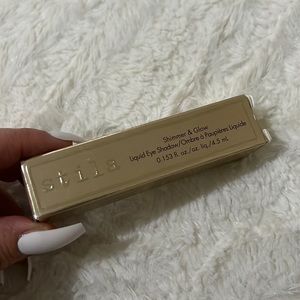 stila
Shimmer & Glow
Liquid Eye Shadow/Ombre à Paupières Liquide
0.153 fl. oz./oz. liq./4.5 ml